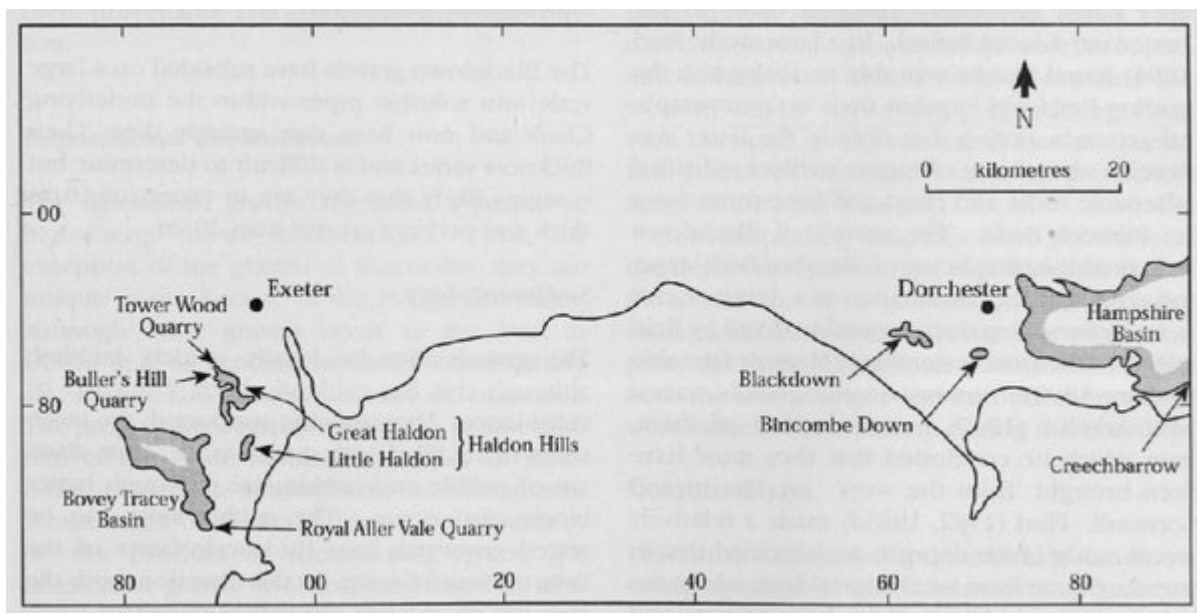 N
0 kilometres 20
00
Exeter
Tower Wood
Quarry
Dorchester
Hampshire
Basin
Buller's Hill
Quarry
Blackdown
80
Great Haldon
Little Haldon
Haldon Hills
Bincombe Down
Creechbarrow
Bovey Tracey
Basin
Royal Aller Vale Quarry
80
00
20
40
60
80